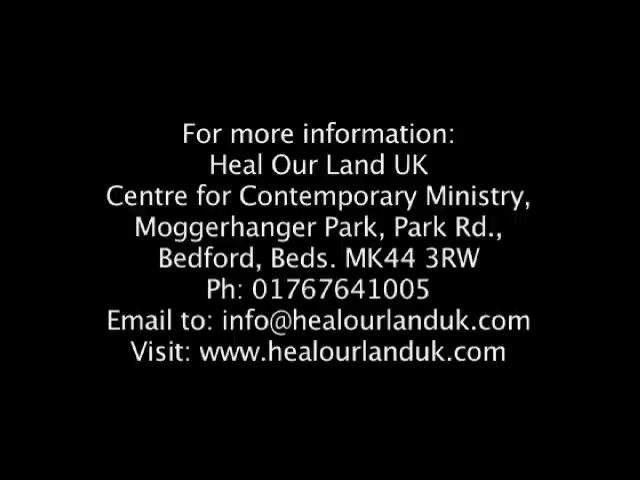 For more information:
Heal Our Land UK
Centre for Contemporary Ministry,
Moggerhanger Park, Park Rd.,
Bedford, Beds. MK44 3RW
Ph: 01767641005
Email to: info@healourlanduk.com
Visit: www.healourlanduk.com